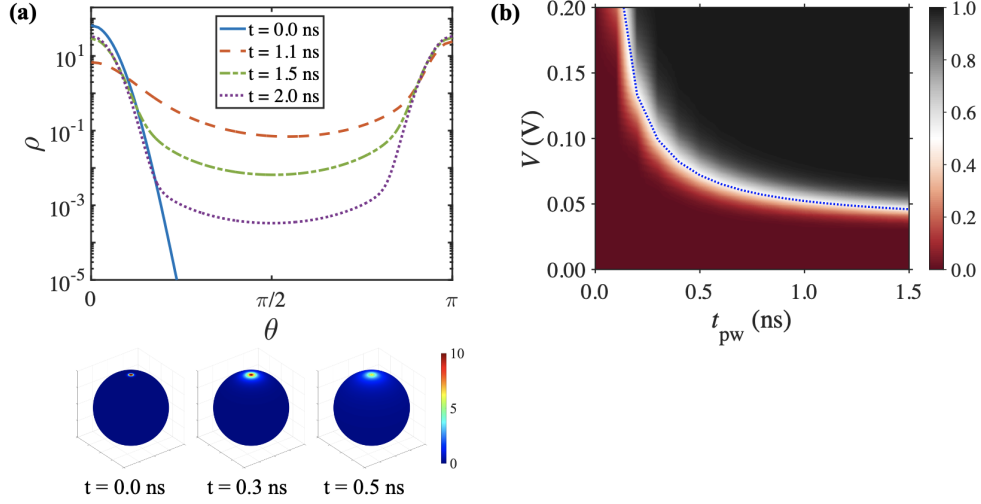 (a)
10¹
10⁻¹
10⁻³
10⁻⁵
ρ
t = 0.0 ns
t = 1.1 ns
t = 1.5 ns
t = 2.0 ns
0
π/2
π
θ
10
5
0
t = 0.0 ns
t = 0.3 ns
t = 0.5 ns
(b)
0.20
0.15
0.10
0.05
0.00
V (V)
0.0
0.5
1.0
1.5
t_pw (ns)
1.0
0.8
0.6
0.4
0.2
0.0